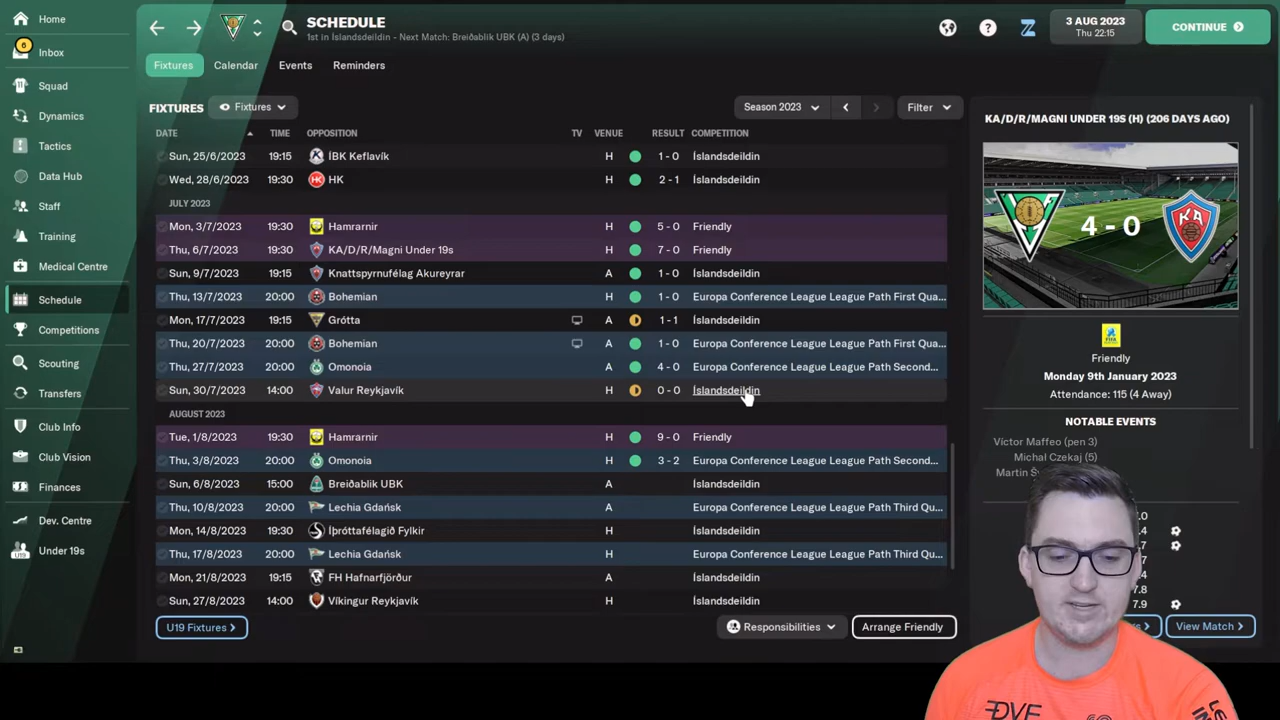 Home
6
Inbox
Squad
Dynamics
Tactics
Data Hub
Staff
Training
Medical Centre
Schedule
Competitions
Scouting
Transfers
Club Info
Club Vision
Finances
Dev. Centre
U19
Under 19s
SCHEDULE
1st in Íslandsdeildin - Next Match: Breiðablik UBK (A) (3 days)
?
3 AUG 2023
Thu 22:15
CONTINUE
Fixtures
Calendar
Events
Reminders
FIXTURES
Fixtures
Season 2023
Filter
DATE TIME OPPOSITION TV VENUE RESULT COMPETITION
Sun, 25/6/2023 19:15 ÍBK Keflavík H 1 - 0 Íslandsdeildin
Wed, 28/6/2023 19:30 HK H 2 - 1 Íslandsdeildin
JULY 2023
Mon, 3/7/2023 19:30 Hamrarnir H 5 - 0 Friendly
Thu, 6/7/2023 19:30 KA/D/R/Magni Under 19s H 7 - 0 Friendly
Sun, 9/7/2023 19:15 Knattspyrnufélag Akureyrar A 1 - 0 Íslandsdeildin
Thu, 13/7/2023 20:00 Bohemian H 1 - 0 Europa Conference League League Path First Qua...
Mon, 17/7/2023 19:15 Grótta A 1 - 1 Íslandsdeildin
Thu, 20/7/2023 20:00 Bohemian A 1 - 0 Europa Conference League League Path First Qua...
Thu, 27/7/2023 20:00 Omonoia A 4 - 0 Europa Conference League League Path Second...
Sun, 30/7/2023 14:00 Valur Reykjavík H 0 - 0 Íslandsdeildin
AUGUST 2023
Tue, 1/8/2023 19:30 Hamrarnir H 9 - 0 Friendly
Thu, 3/8/2023 20:00 Omonoia H 3 - 2 Europa Conference League League Path Second...
Sun, 6/8/2023 15:00 Breiðablik UBK A Íslandsdeildin
Thu, 10/8/2023 20:00 Lechia Gdańsk A Europa Conference League League Path Third Qu...
Mon, 14/8/2023 19:30 Íþróttafélagið Fylkir H Íslandsdeildin
Thu, 17/8/2023 20:00 Lechia Gdańsk H Europa Conference League League Path Third Qu...
Mon, 21/8/2023 19:15 FH Hafnarfjörður A Íslandsdeildin
Sun, 27/8/2023 14:00 Víkingur Reykjavík H Íslandsdeildin
U19 Fixtures >
Responsibilities
Arrange Friendly
KA/D/R/MAGNI UNDER 19S (H) (206 DAYS AGO)
4 - 0
KA
Friendly
Monday 9th January 2023
Attendance: 115 (4 Away)
NOTABLE EVENTS
Víctor Maffeo (pen 3)
Michal Czekaj (5)
7.8
7.9
View Match >